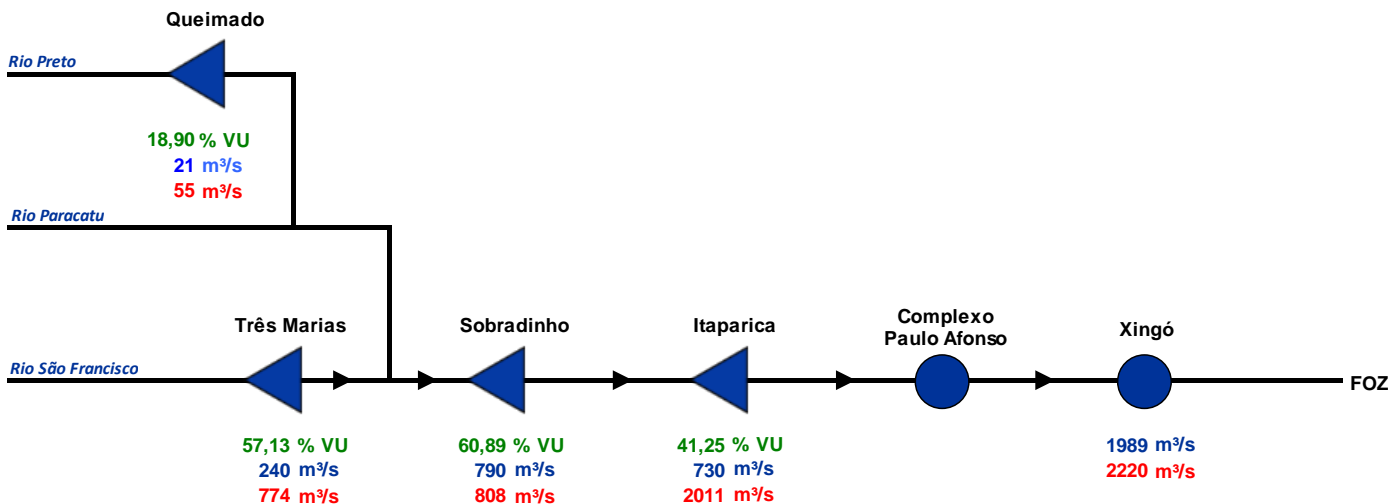 Queimado
Rio Preto
18,90 % VU
21 m³/s
55 m³/s
Rio Paracatu
Três Marias
Sobradinho
Itaparica
Complexo
Paulo Afonso
Xingó
Rio São Francisco
FOZ
57,13 % VU
240 m³/s
774 m³/s
60,89 % VU
790 m³/s
808 m³/s
41,25 % VU
730 m³/s
2011 m³/s
1989 m³/s
2220 m³/s